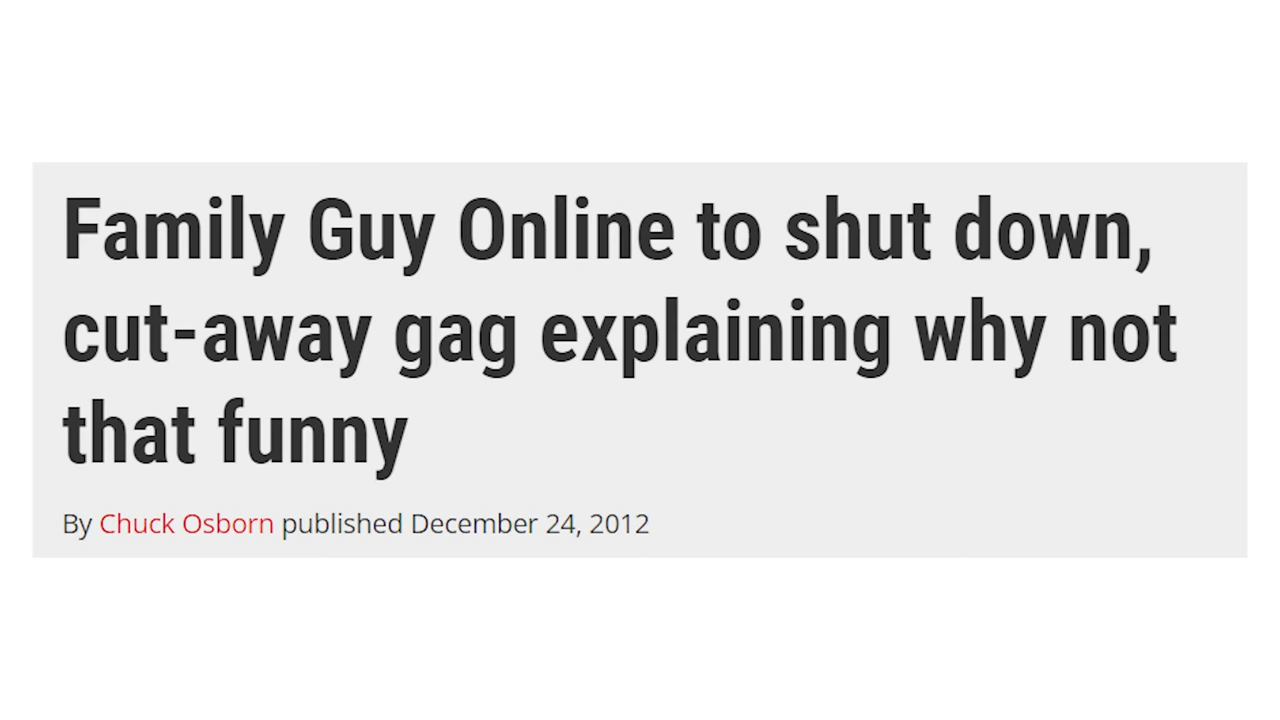 Family Guy Online to shut down,
cut-away gag explaining why not
that funny
By Chuck Osborn published December 24, 2012